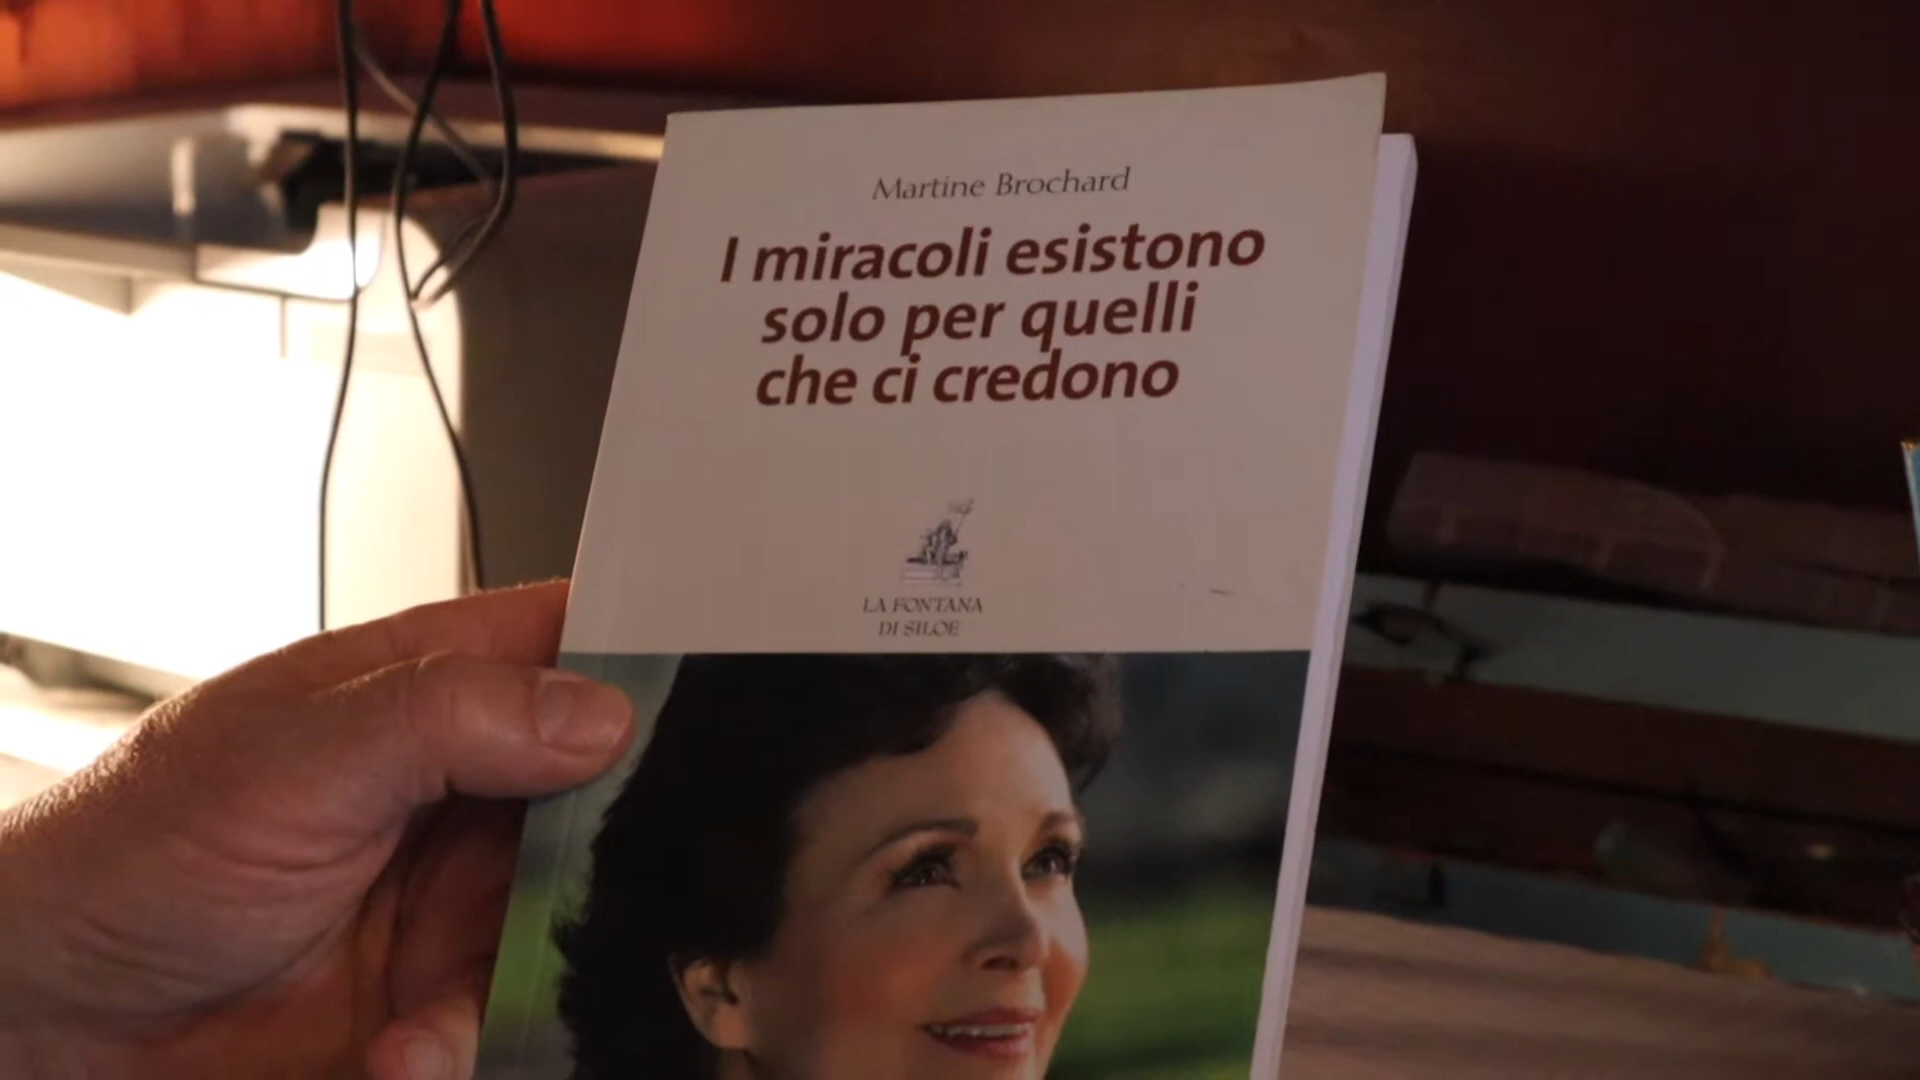 Martine Brochard
I miracoli esistono
solo per quelli
che ci credono
LA FONTANA
DI SILOE